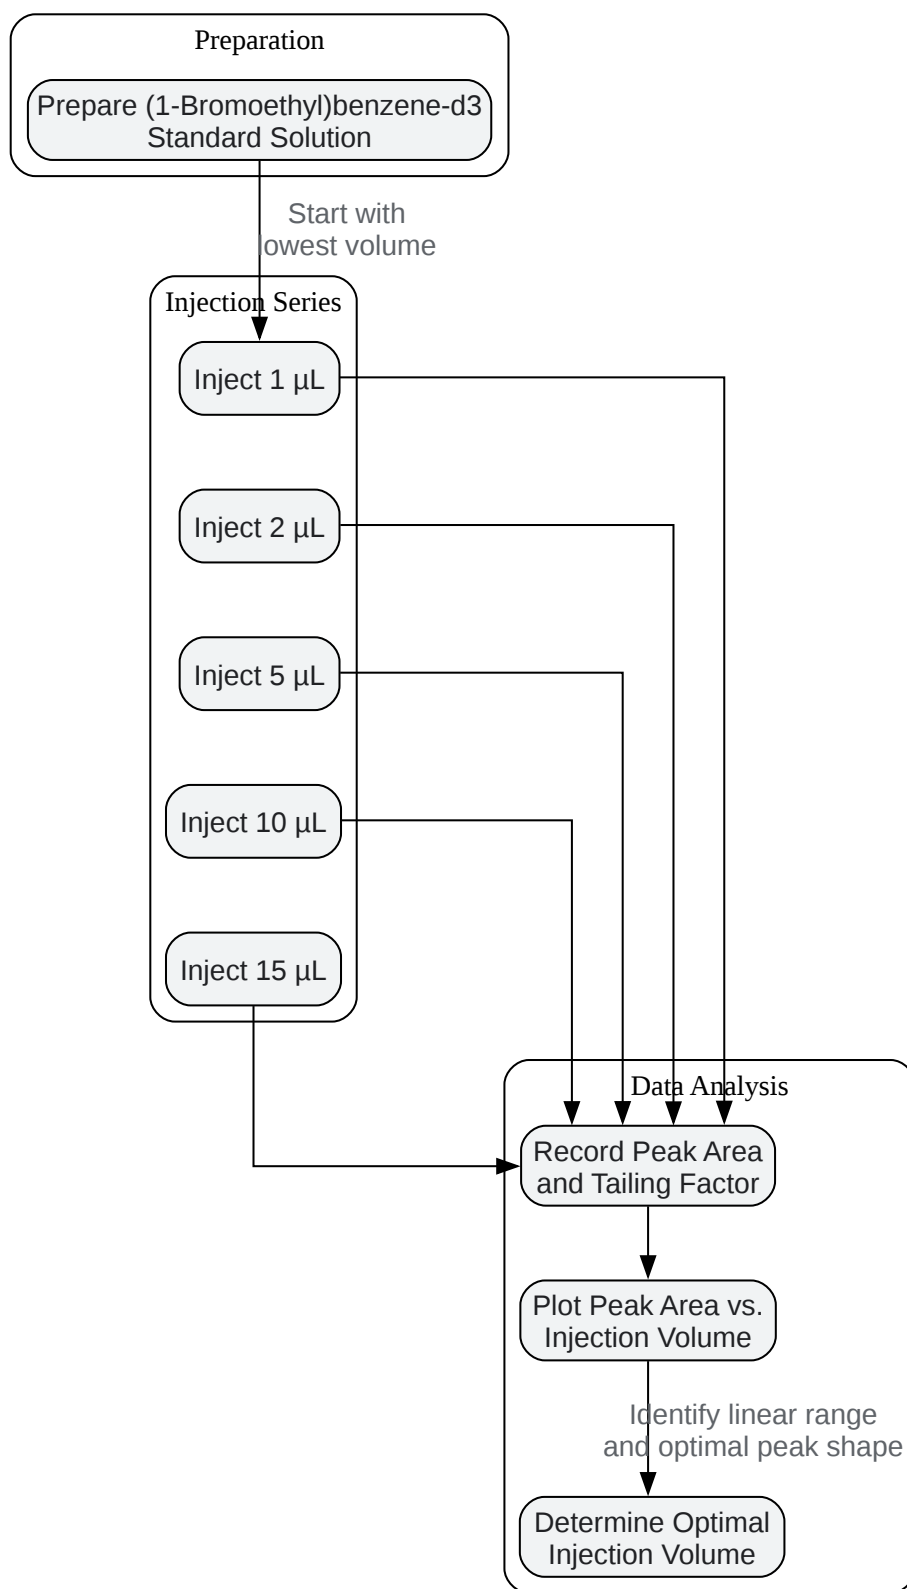 Preparation
Prepare (1-Bromoethyl)benzene-d3
Standard Solution
Start with
lowest volume
Injection Series
Inject 1 µL
Inject 2 µL
Inject 5 µL
Inject 10 µL
Inject 15 µL
Data Analysis
Record Peak Area
and Tailing Factor
Plot Peak Area vs.
Injection Volume
Identify linear range
and optimal peak shape
Determine Optimal
Injection Volume